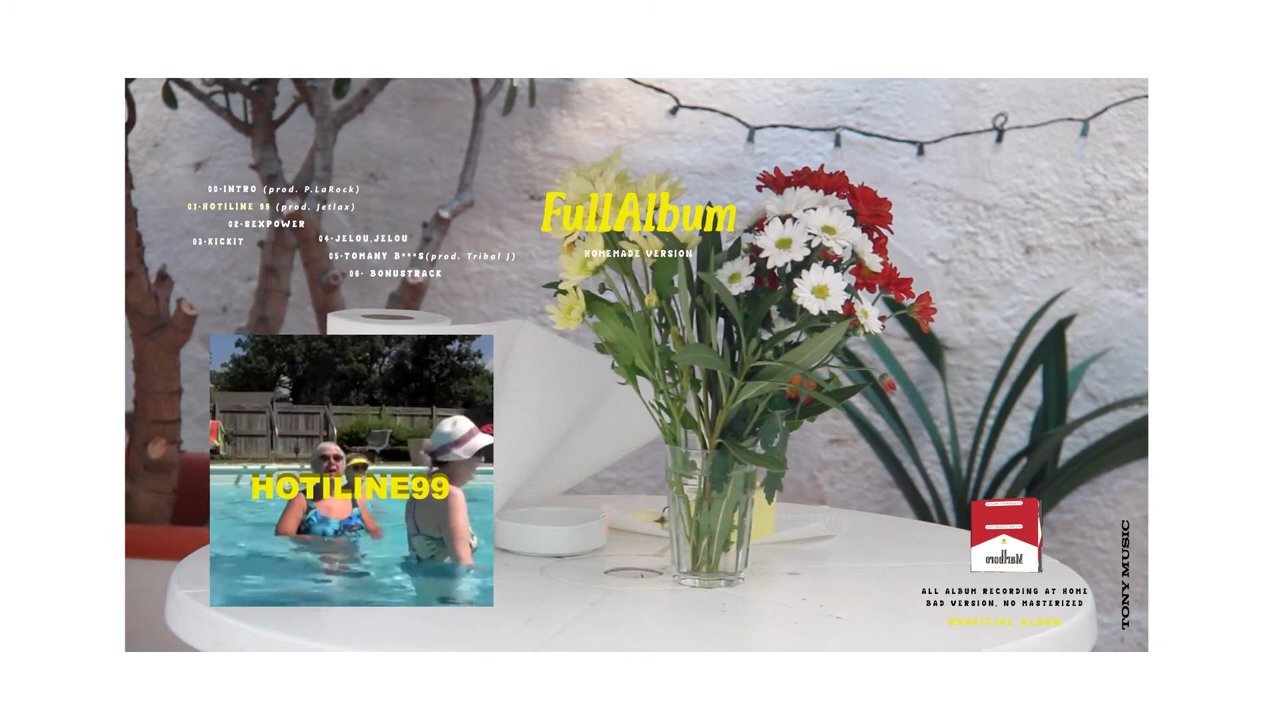 00-INTRO (prod. P.LaRock)
01-HOTILINE 99 (prod. Jetlax)
02-SEXPOWER
03-KICKIT
04-JELOU,JELOU
05-TOMANY B***S(prod. Tribal J)
06- BONUSTRACK
FullAlbum
HOMEMADE VERSION
HOTILINE99
Marlboro
ALL ALBUM RECORDING AT HOME
BAD VERSION, NO MASTERIZED
UNOFICIAL ALBUM
TONY MUSIC